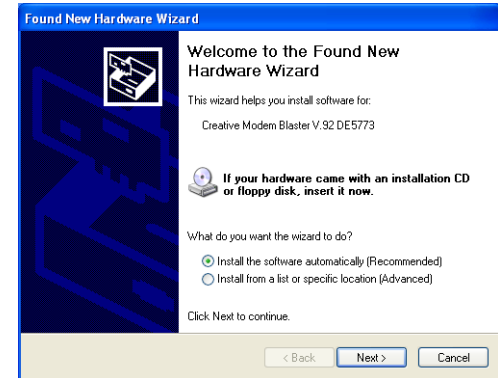 Found New Hardware Wizard
Welcome to the Found New
Hardware Wizard
This wizard helps you install software for:
Creative Modem Blaster V.92 DE5773
If your hardware came with an installation CD
or floppy disk, insert it now.
What do you want the wizard to do?
Install the software automatically (Recommended)
Install from a list or specific location (Advanced)
Click Next to continue.
< Back Next > Cancel